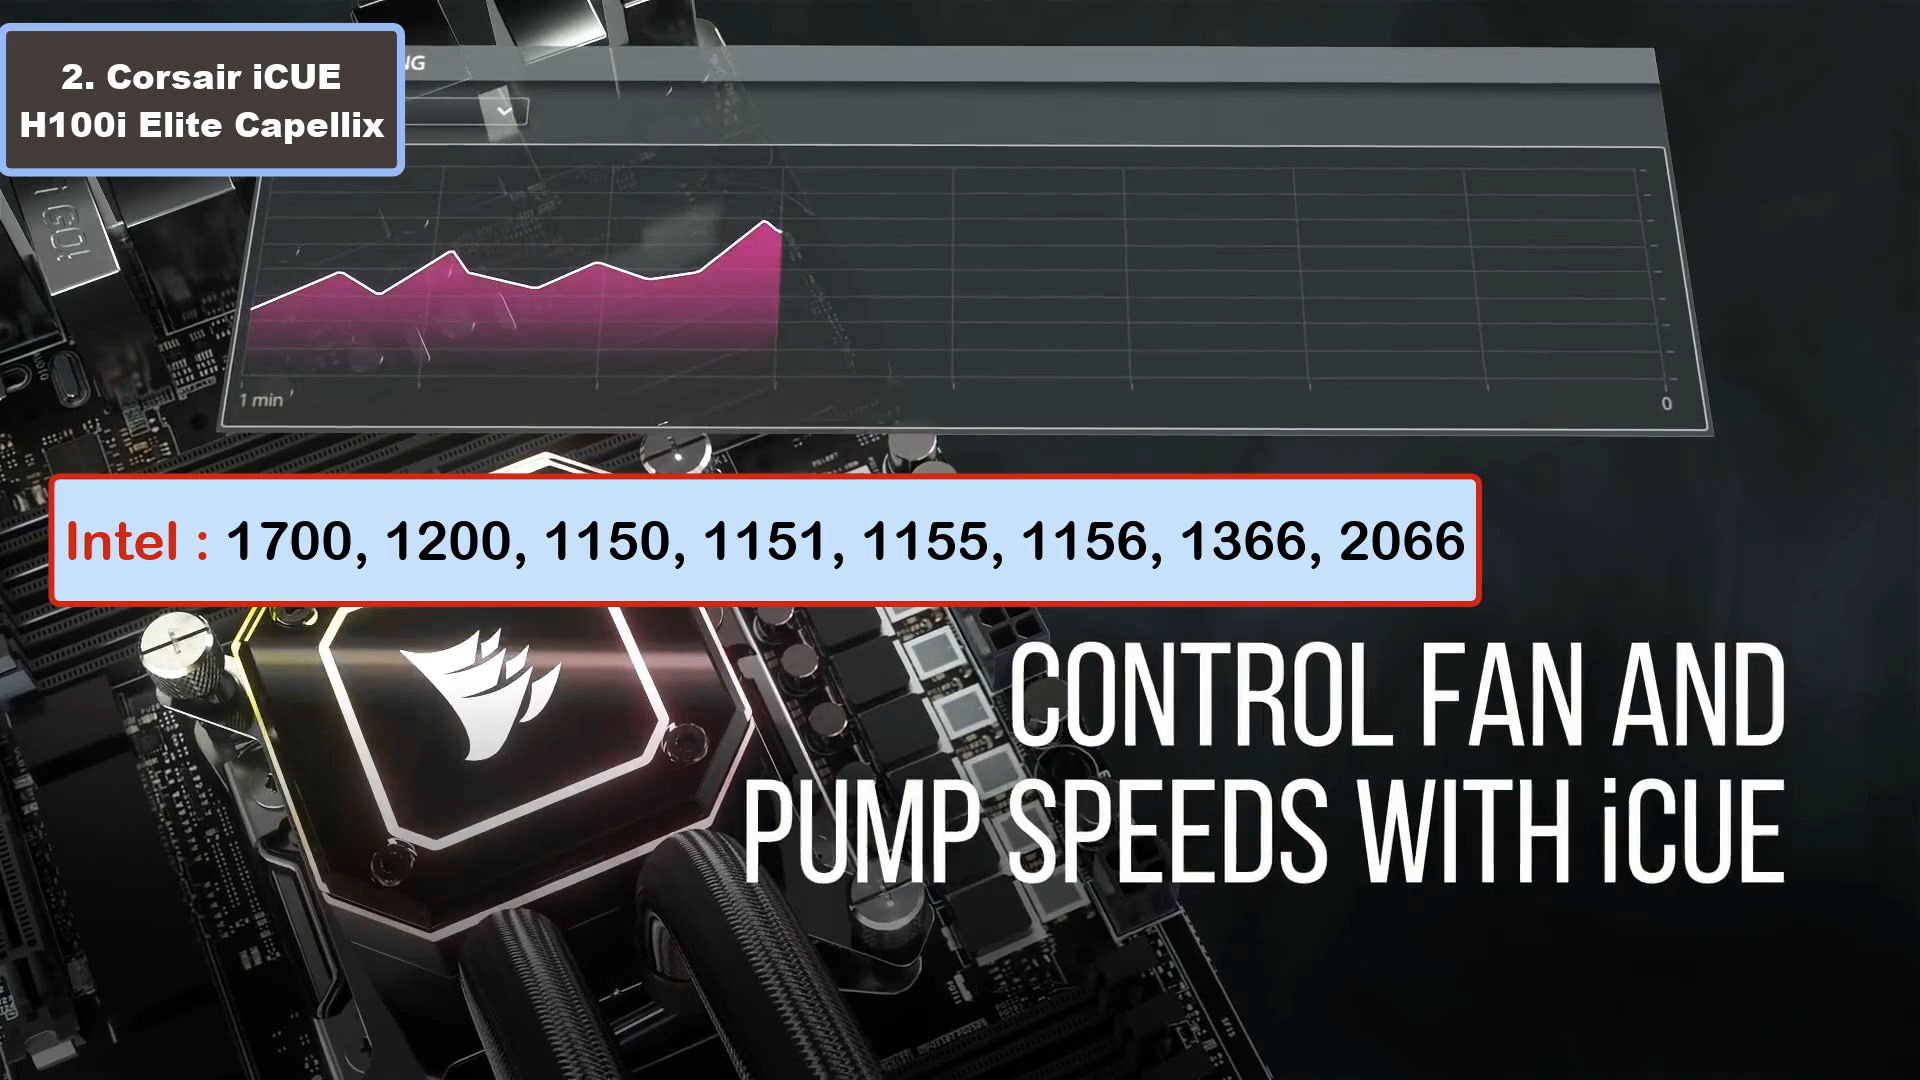 2. Corsair iCUE
H100i Elite Capellix
NG
1 min
0
Intel : 1700, 1200, 1150, 1151, 1155, 1156, 1366, 2066
CONTROL FAN AND
PUMP SPEEDS WITH iCUE